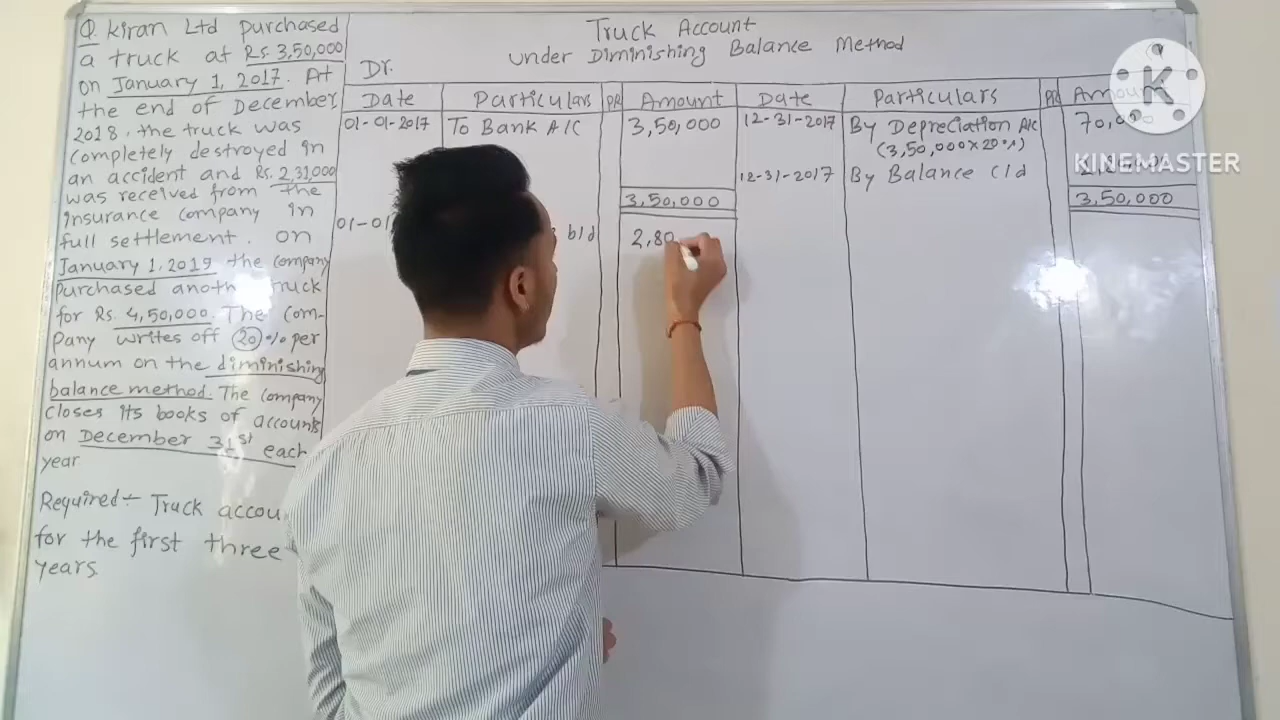 Q. Kiran Ltd purchased
a truck at Rs. 3,50,000
on January 1, 2017. At
the end of December
2018, the truck was
completely destroyed in
an accident and Rs. 2,31,000
was received from the
insurance company in
full settlement. On
January 1, 2019 the company
purchased another truck
for Rs. 4,50,000. The com-
pany writes off 20% per
annum on the diminishing
balance method. The company
closes its books of accounts
on December 31st each
year
Required:- Truck accou
for the first three
years.
Truck Account
under Diminishing Balance Method
Dr.
Date Particulars PR Amount Date Particulars PR Amount
01-01-2017 To Bank A/C 3,50,000 12-31-2017 By Depreciation A/c 70,000
(3,50,000×20%)
12-31-2017 By Balance c/d
3,50,000 3,50,000
01-01 b/d 2,80
K
KINEMASTER